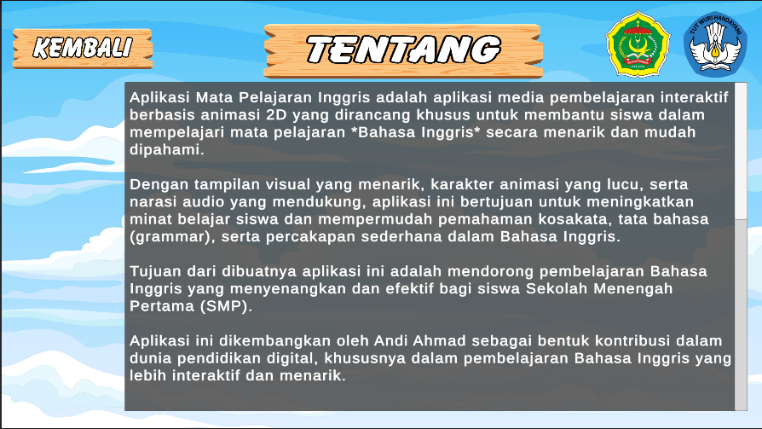 KEMBALI
TENTANG
TUT WURI HANDAYANI
Aplikasi Mata Pelajaran Inggris adalah aplikasi media pembelajaran interaktif
berbasis animasi 2D yang dirancang khusus untuk membantu siswa dalam
mempelajari mata pelajaran *Bahasa Inggris* secara menarik dan mudah
dipahami.
Dengan tampilan visual yang menarik, karakter animasi yang lucu, serta
narasi audio yang mendukung, aplikasi ini bertujuan untuk meningkatkan
minat belajar siswa dan mempermudah pemahaman kosakata, tata bahasa
(grammar), serta percakapan sederhana dalam Bahasa Inggris.
Tujuan dari dibuatnya aplikasi ini adalah mendorong pembelajaran Bahasa
Inggris yang menyenangkan dan efektif bagi siswa Sekolah Menengah
Pertama (SMP).
Aplikasi ini dikembangkan oleh Andi Ahmad sebagai bentuk kontribusi dalam
dunia pendidikan digital, khususnya dalam pembelajaran Bahasa Inggris yang
lebih interaktif dan menarik.